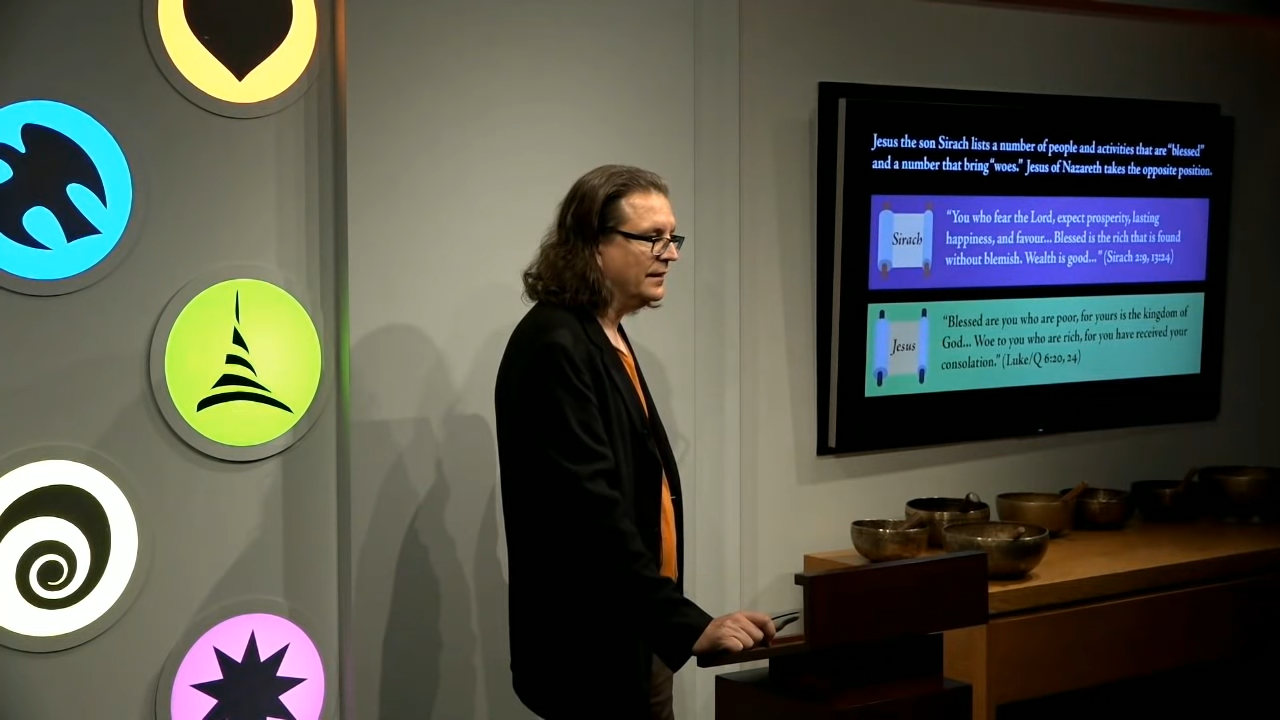 Jesus the son Sirach lists a number of people and activities that are “blessed”
and a number that bring “woes.” Jesus of Nazareth takes the opposite position.
Sirach
“You who fear the Lord, expect prosperity, lasting
happiness, and favour... Blessed is the rich that is found
without blemish. Wealth is good...” (Sirach 2:9, 13:24)
Jesus
“Blessed are you who are poor, for yours is the kingdom of
God... Woe to you who are rich, for you have received your
consolation.” (Luke/Q 6:20, 24)